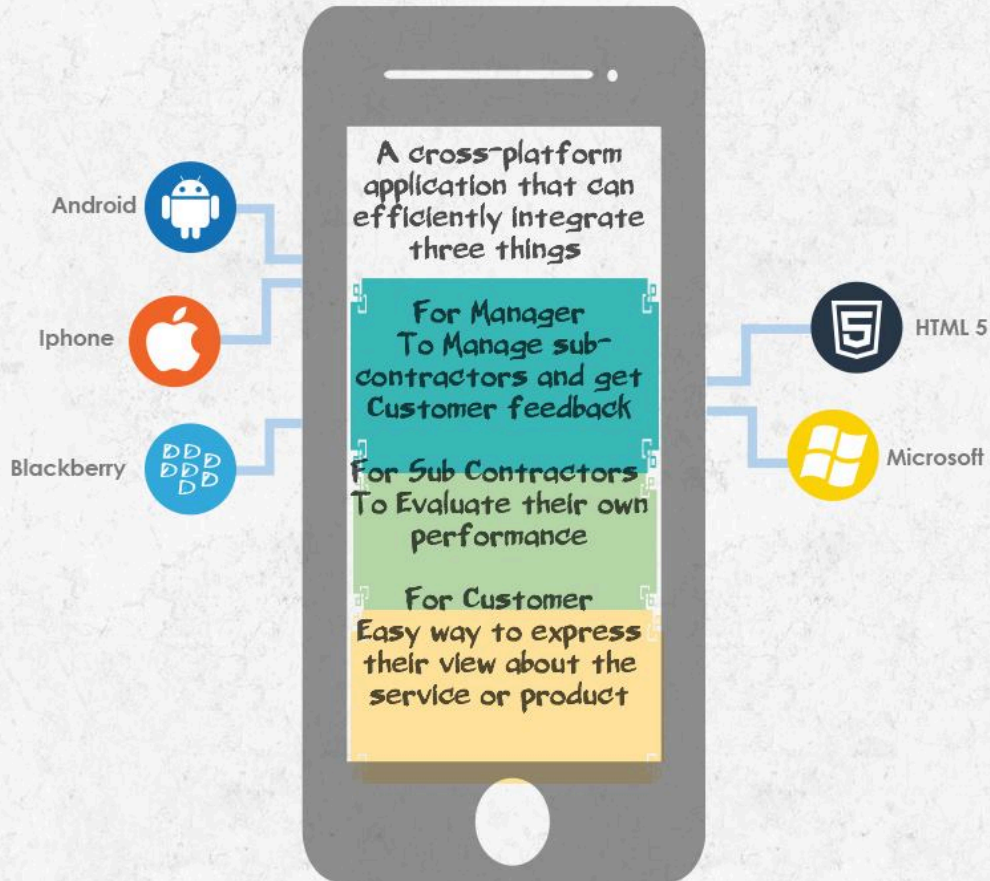 A cross-platform
application that can
efficiently integrate
three things
For Manager
To Manage sub-
contractors and get
Customer feedback
For Sub Contractors
To Evaluate their own
performance
For Customer
Easy way to express
their view about the
service or product
Android
Iphone
Blackberry
HTML 5
Microsoft